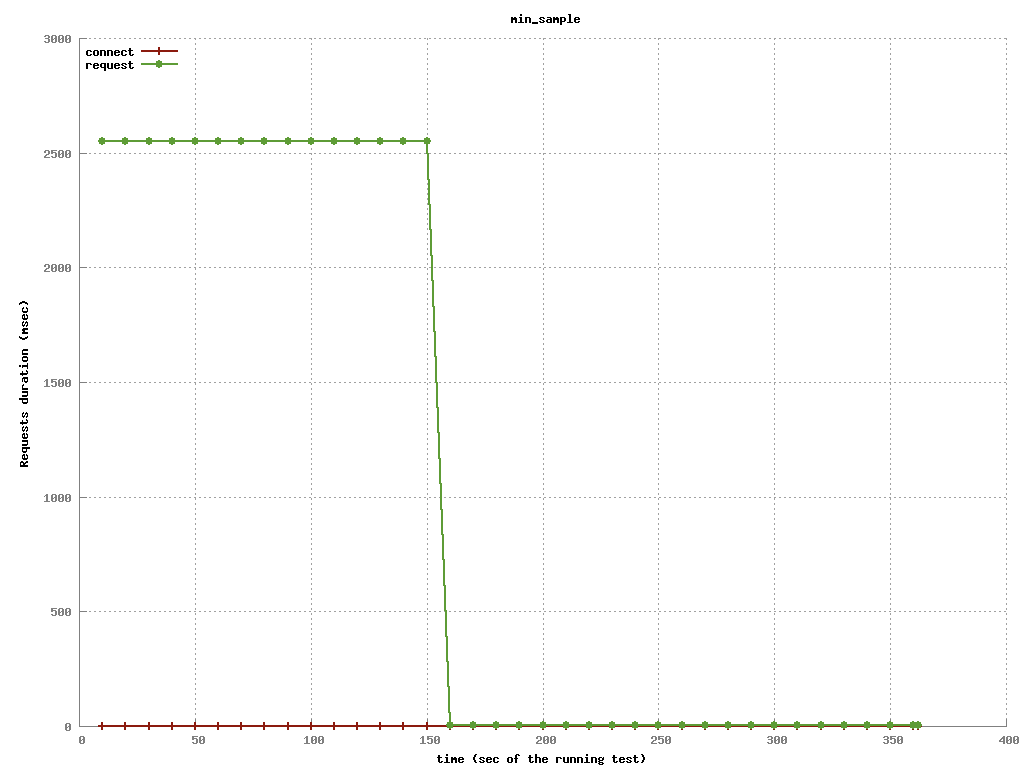 min_sample
3000
connect
request
2500
2000
1500
1000
500
0
Requests duration (msec)
0 50 100 150 200 250 300 350 400
time (sec of the running test)